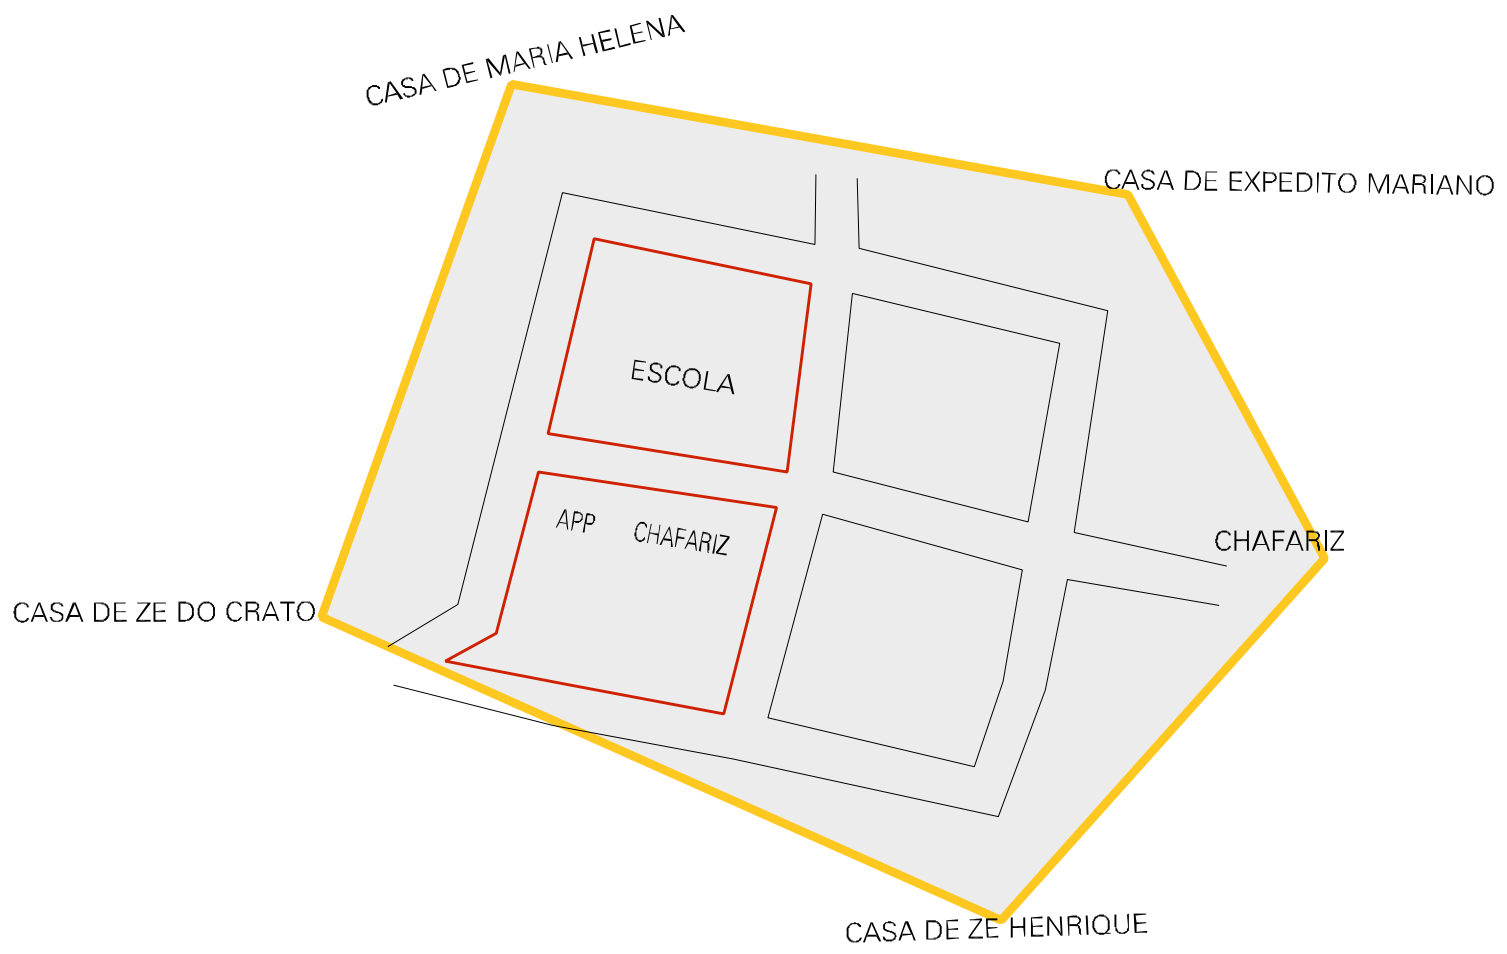 CASA DE MARIA HELENA
CASA DE EXPEDITO MARIANO
ESCOLA
APP CHAFARIZ
CHAFARIZ
CASA DE ZE DO CRATO
CASA DE ZE HENRIQUE